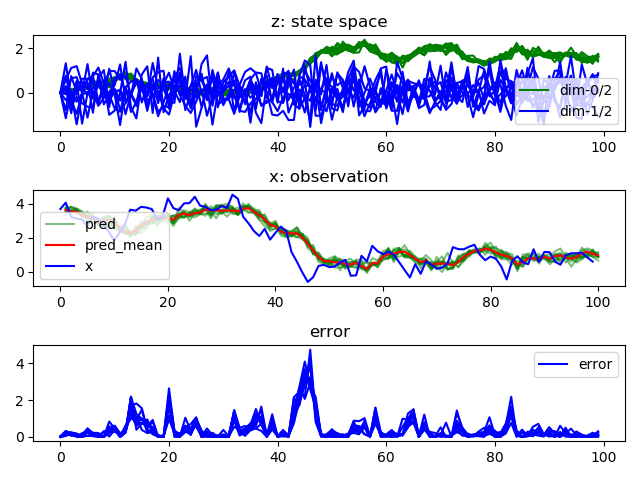 z: state space
2
0
dim-0/2
dim-1/2
0 20 40 60 80 100
x: observation
4
2
0
pred
pred_mean
x
0 20 40 60 80 100
error
4
2
0
error
0 20 40 60 80 100